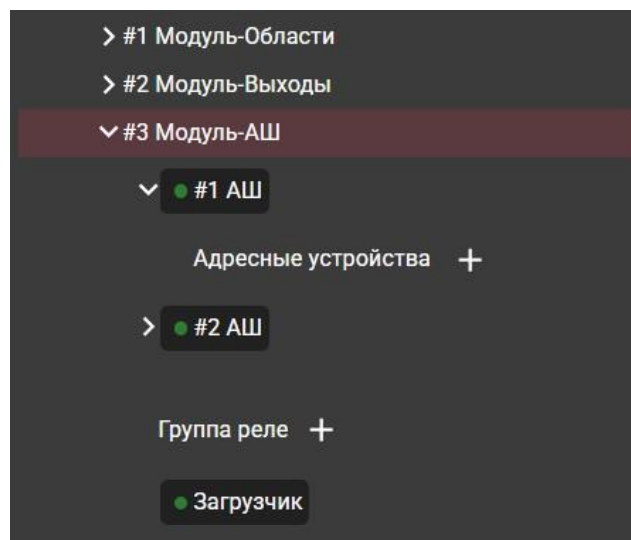 #1 Модуль-Области
#2 Модуль-Выходы
#3 Модуль-АШ
#1 АШ
Адресные устройства +
#2 АШ
Группа реле +
Загрузчик